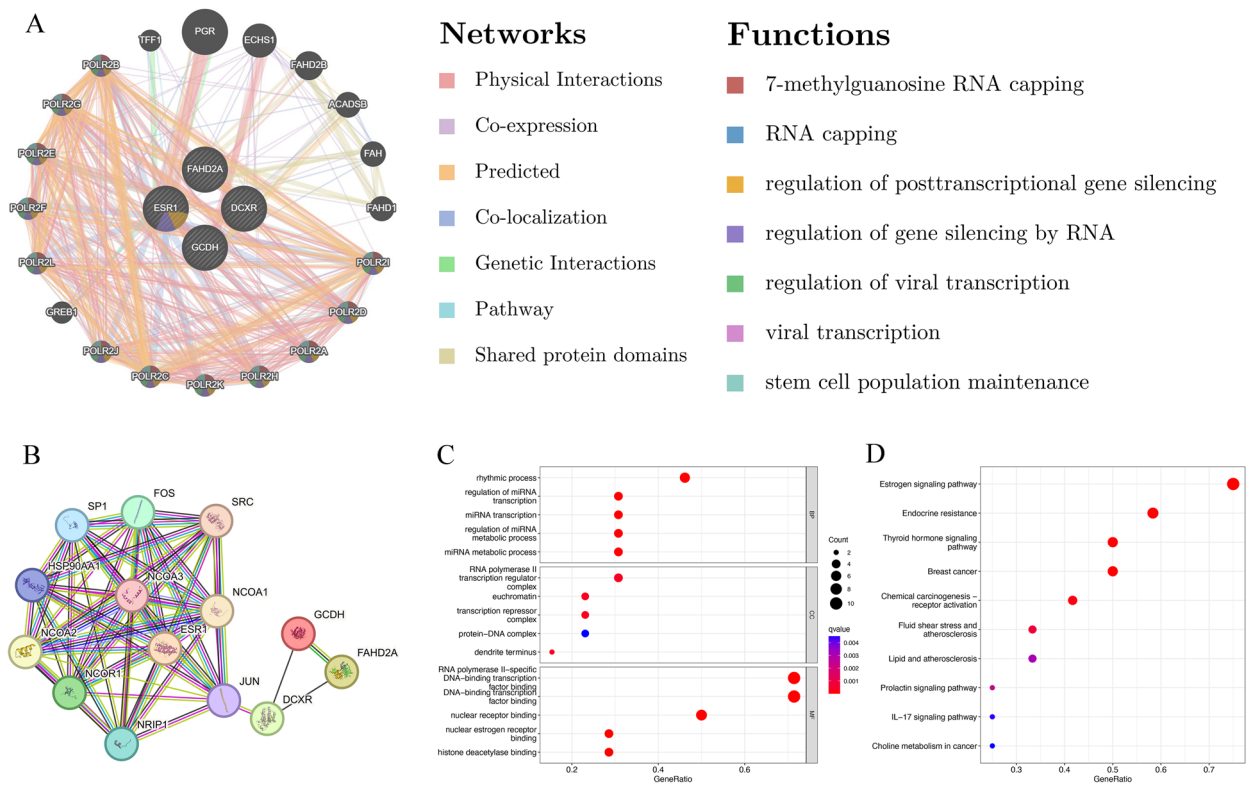 A
TFF1
PGR
ECHS1
FAHD2B
ACADSB
FAH
FAHD1
POLR2I
POLR2D
POLR2A
POLR2H
POLR2K
POLR2C
POLR2J
GREB1
POLR2L
POLR2F
POLR2E
POLR2G
POLR2B
FAHD2A
ESR1
DCXR
GCDH
Networks
Physical Interactions
Co-expression
Predicted
Co-localization
Genetic Interactions
Pathway
Shared protein domains
Functions
7-methylguanosine RNA capping
RNA capping
regulation of posttranscriptional gene silencing
regulation of gene silencing by RNA
regulation of viral transcription
viral transcription
stem cell population maintenance
B
FOS
SP1
SRC
HSP90AA1
NCOA3
NCOA1
GCDH
NCOA2
ESR1
FAHD2A
NCOR1
JUN
DCXR
NRIP1
C
rhythmic process
regulation of miRNA
transcription
miRNA transcription
regulation of miRNA
metabolic process
miRNA metabolic process
RNA polymerase II
transcription regulator
complex
euchromatin
transcription repressor
complex
protein−DNA complex
dendrite terminus
RNA polymerase II−specific
DNA−binding transcription
factor binding
DNA−binding transcription
factor binding
nuclear receptor binding
nuclear estrogen receptor
binding
histone deacetylase binding
BP
CC
MF
0.2
0.4
0.6
GeneRatio
Count
2
4
6
8
10
qvalue
0.004
0.003
0.002
0.001
D
Estrogen signaling pathway
Endocrine resistance
Thyroid hormone signaling
pathway
Breast cancer
Chemical carcinogenesis −
receptor activation
Fluid shear stress and
atherosclerosis
Lipid and atherosclerosis
Prolactin signaling pathway
IL−17 signaling pathway
Choline metabolism in cancer
0.3
0.4
0.5
0.6
0.7
GeneRatio